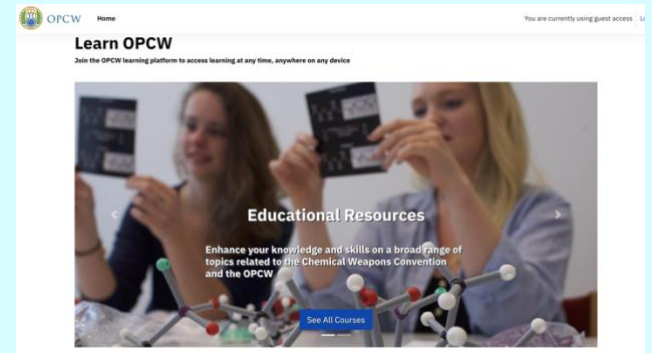 OPCW
Home
You are currently using guest access
Learn OPCW
Join the OPCW learning platform to access learning at any time, anywhere on any device
Educational Resources
Enhance your knowledge and skills on a broad range of
topics related to the Chemical Weapons Convention
and the OPCW
See All Courses